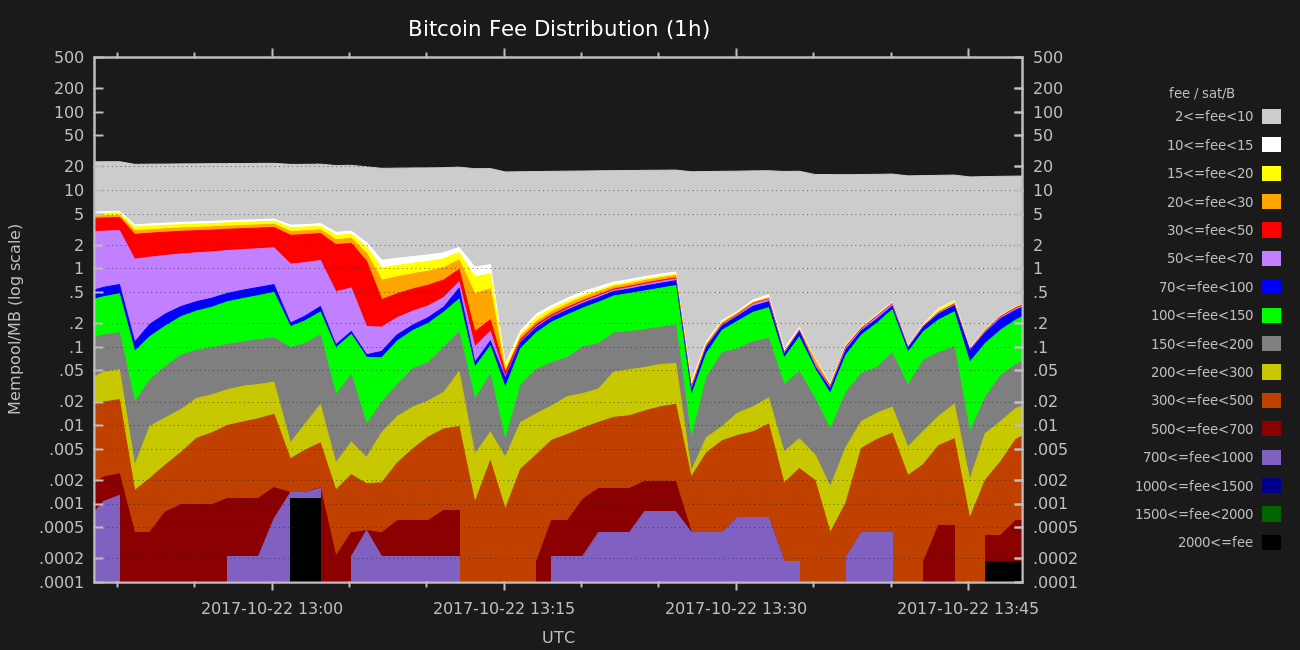 Bitcoin Fee Distribution (1h)
500 500
200 200
100 100
50 50
20 20
10 10
5 5
2 2
1 1
.5 .5
.2 .2
.1 .1
.05 .05
.02 .02
.01 .01
.005 .005
.002 .002
.001 .001
.0005 .0005
.0002 .0002
.0001 .0001
Mempool/MB (log scale)
2017-10-22 13:00 2017-10-22 13:15 2017-10-22 13:30 2017-10-22 13:45
UTC
fee / sat/B
2<=fee<10
10<=fee<15
15<=fee<20
20<=fee<30
30<=fee<50
50<=fee<70
70<=fee<100
100<=fee<150
150<=fee<200
200<=fee<300
300<=fee<500
500<=fee<700
700<=fee<1000
1000<=fee<1500
1500<=fee<2000
2000<=fee